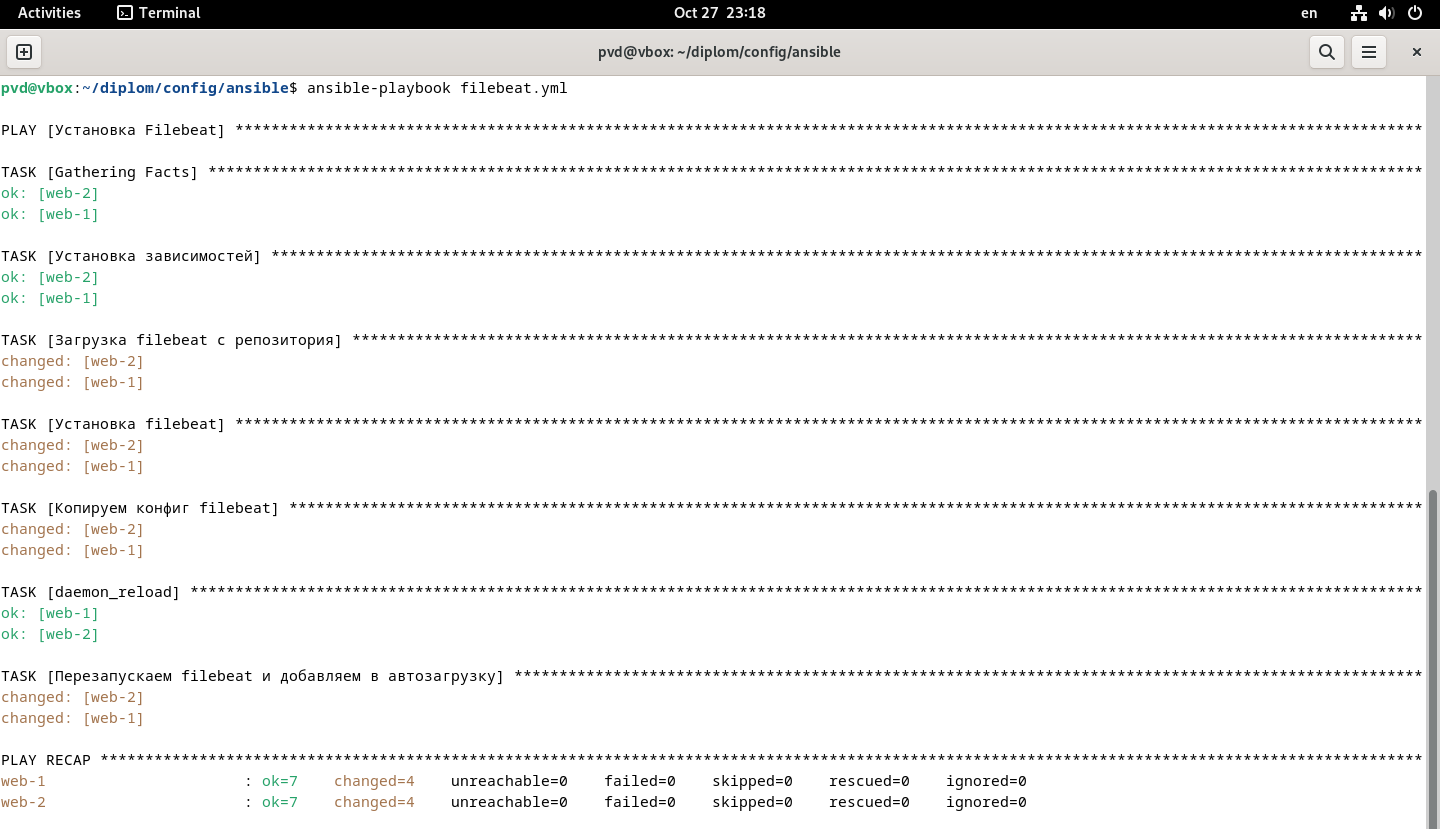 Activities Terminal Oct 27 23:18 en
pvd@vbox: ~/diplom/config/ansible
pvd@vbox:~/diplom/config/ansible$ ansible-playbook filebeat.yml
PLAY [Установка Filebeat] ************************************************************************************************************************************
TASK [Gathering Facts] ***************************************************************************************************************************************
ok: [web-2]
ok: [web-1]
TASK [Установка зависимостей] ********************************************************************************************************************************
ok: [web-2]
ok: [web-1]
TASK [Загрузка filebeat с репозитория] ***********************************************************************************************************************
changed: [web-2]
changed: [web-1]
TASK [Установка filebeat] ************************************************************************************************************************************
changed: [web-2]
changed: [web-1]
TASK [Копируем конфиг filebeat] ******************************************************************************************************************************
changed: [web-2]
changed: [web-1]
TASK [daemon_reload] *****************************************************************************************************************************************
ok: [web-1]
ok: [web-2]
TASK [Перезапускаем filebeat и добавляем в автозагрузку] *****************************************************************************************************
changed: [web-2]
changed: [web-1]
PLAY RECAP ***************************************************************************************************************************************************
web-1 : ok=7 changed=4 unreachable=0 failed=0 skipped=0 rescued=0 ignored=0
web-2 : ok=7 changed=4 unreachable=0 failed=0 skipped=0 rescued=0 ignored=0